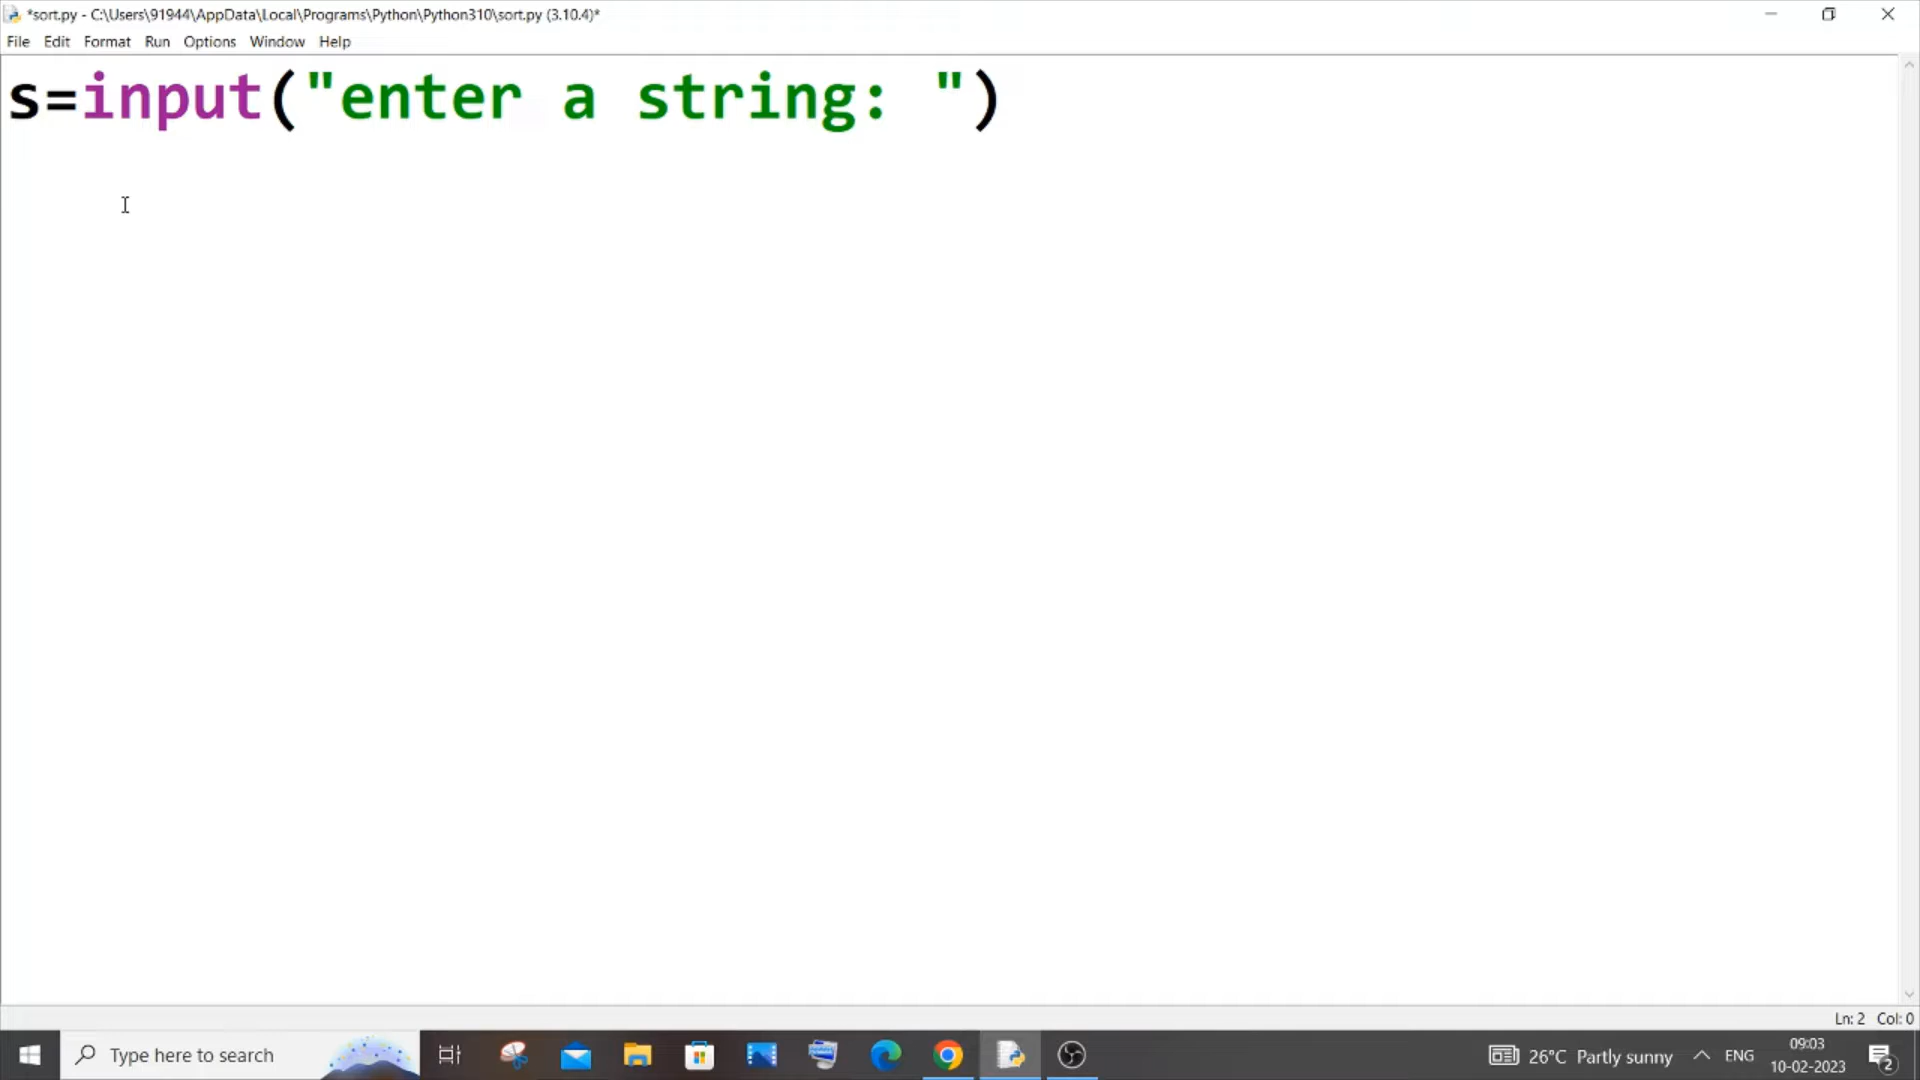 *sort.py - C:\Users\91944\AppData\Local\Programs\Python\Python310\sort.py (3.10.4)*
File Edit Format Run Options Window Help
s=input("enter a string: ")
Ln: 2 Col: 0
Type here to search
26°C Partly sunny
ENG
09:03
10-02-2023
2